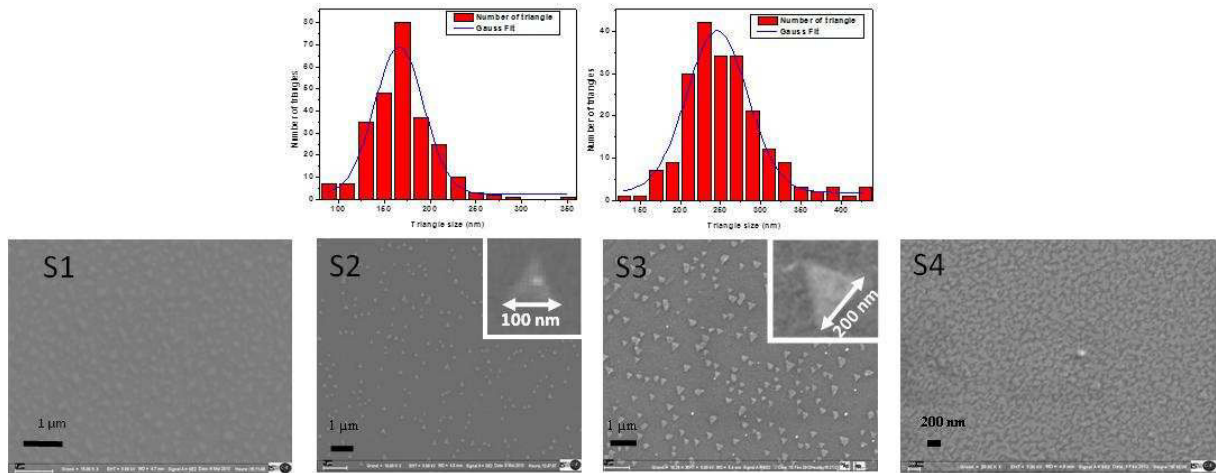 Number of triangle
Gauss Fit
Number of triangles
80
70
60
50
40
30
20
10
0
100
150
200
250
300
350
Triangle size (nm)
Number of triangle
Gauss Fit
Number of triangles
40
30
20
10
0
150
200
250
300
350
400
Triangle size (nm)
S1
1 µm
S2
100 nm
1 µm
S3
200 nm
1 µm
S4
200 nm